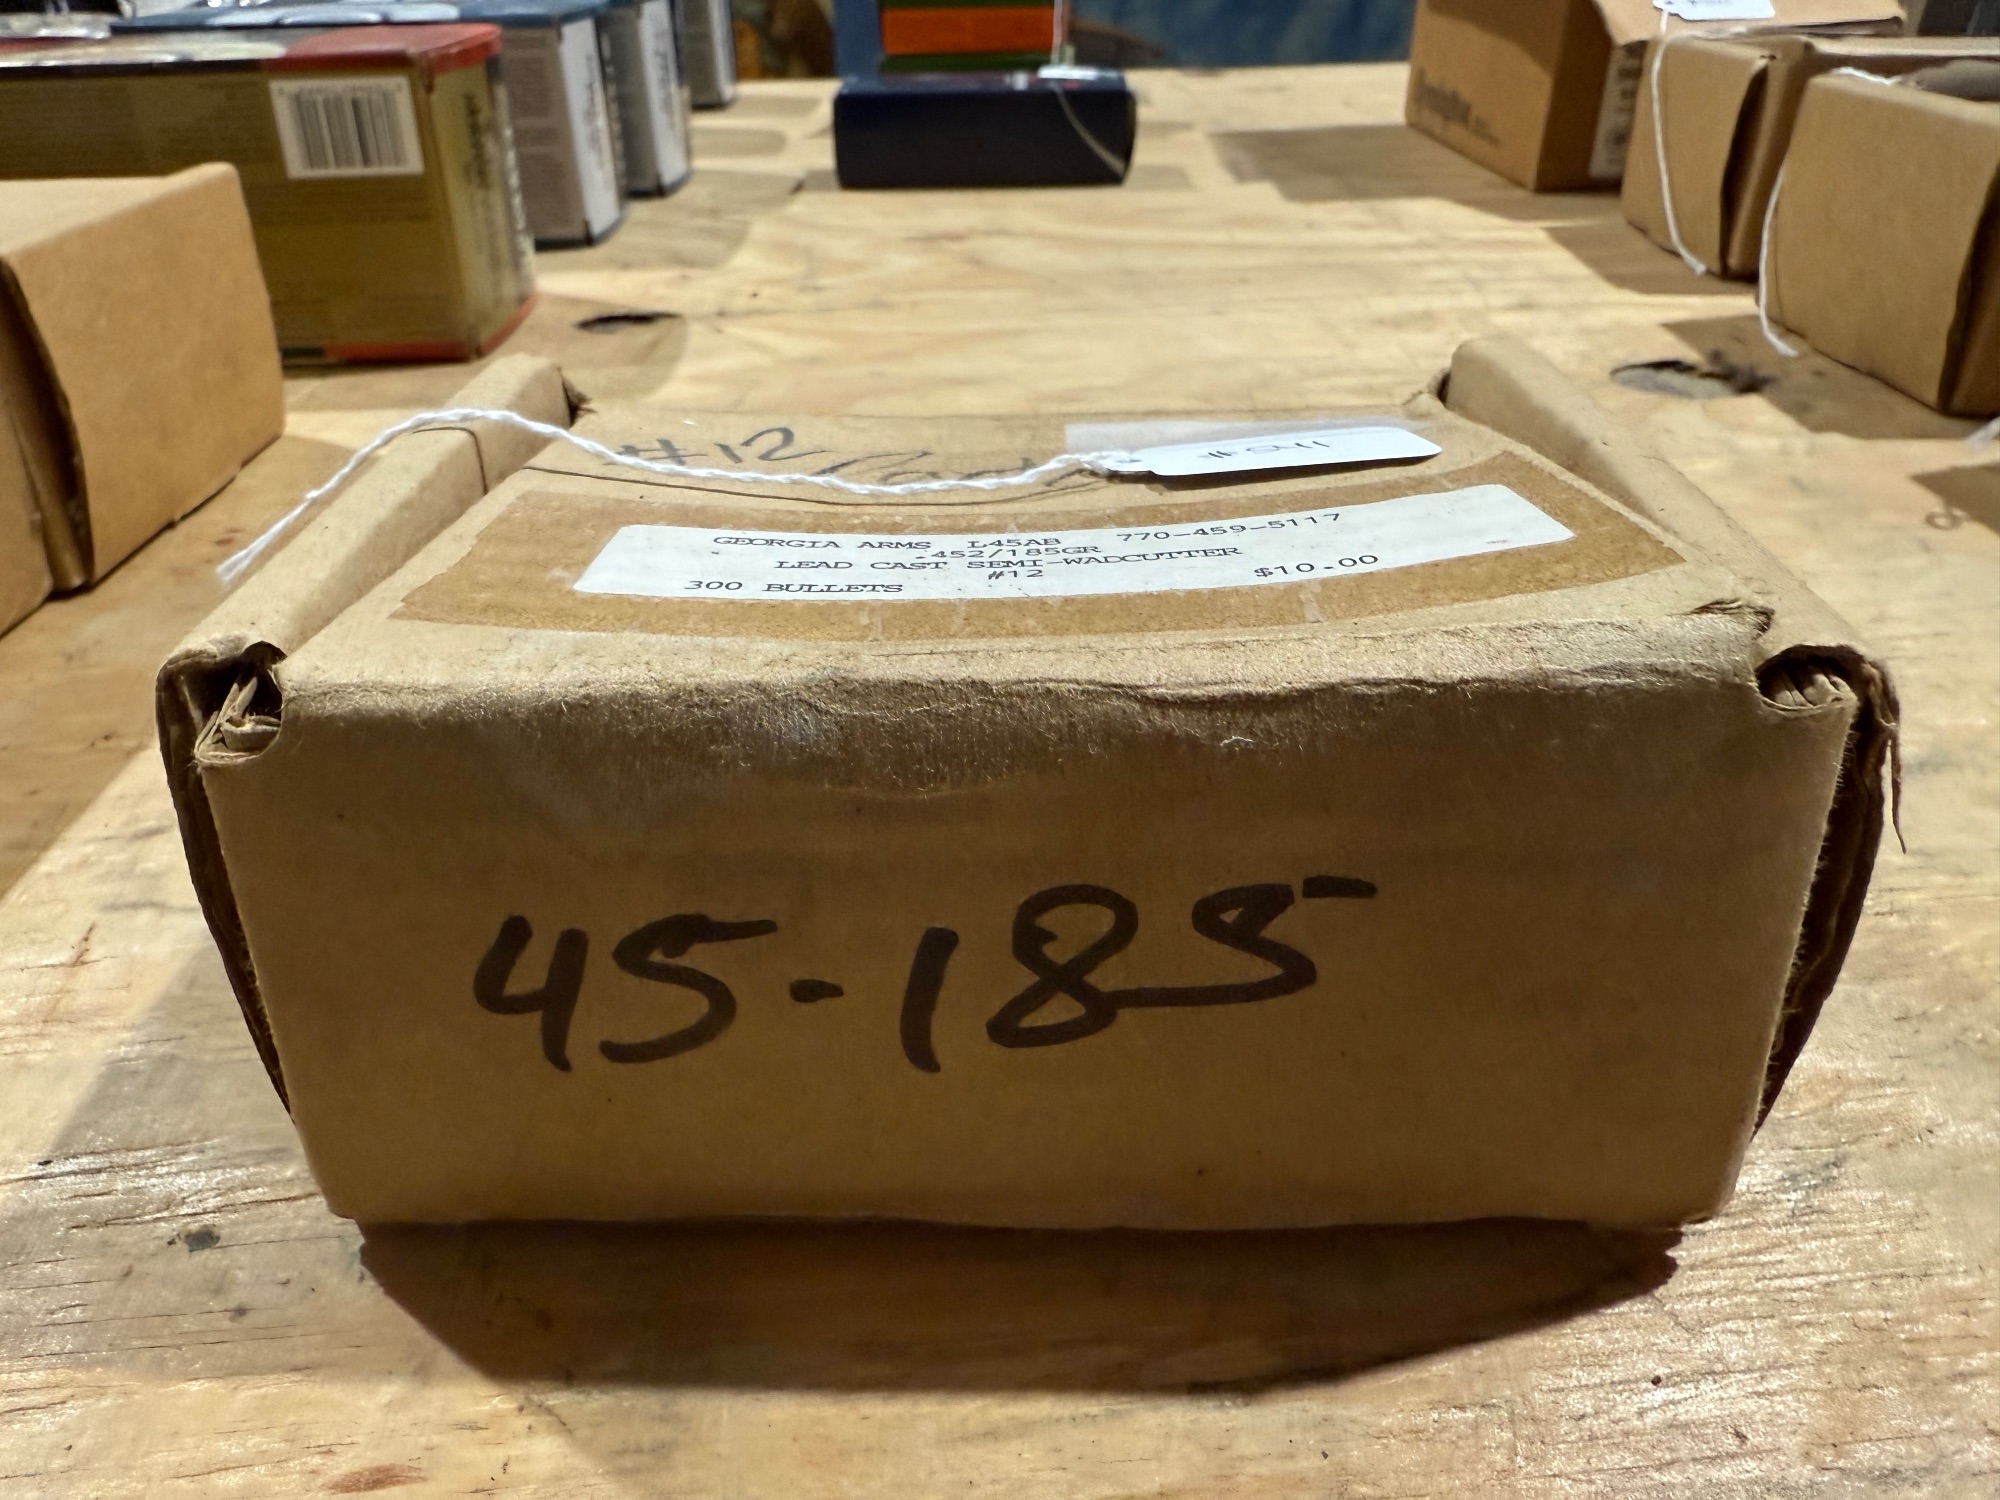 #12
GEORGIA ARMS L45AB 770-459-5117
.452/185GR
LEAD CAST SEMI-WADCUTTER
#12 $10.00
300 BULLETS
45-185